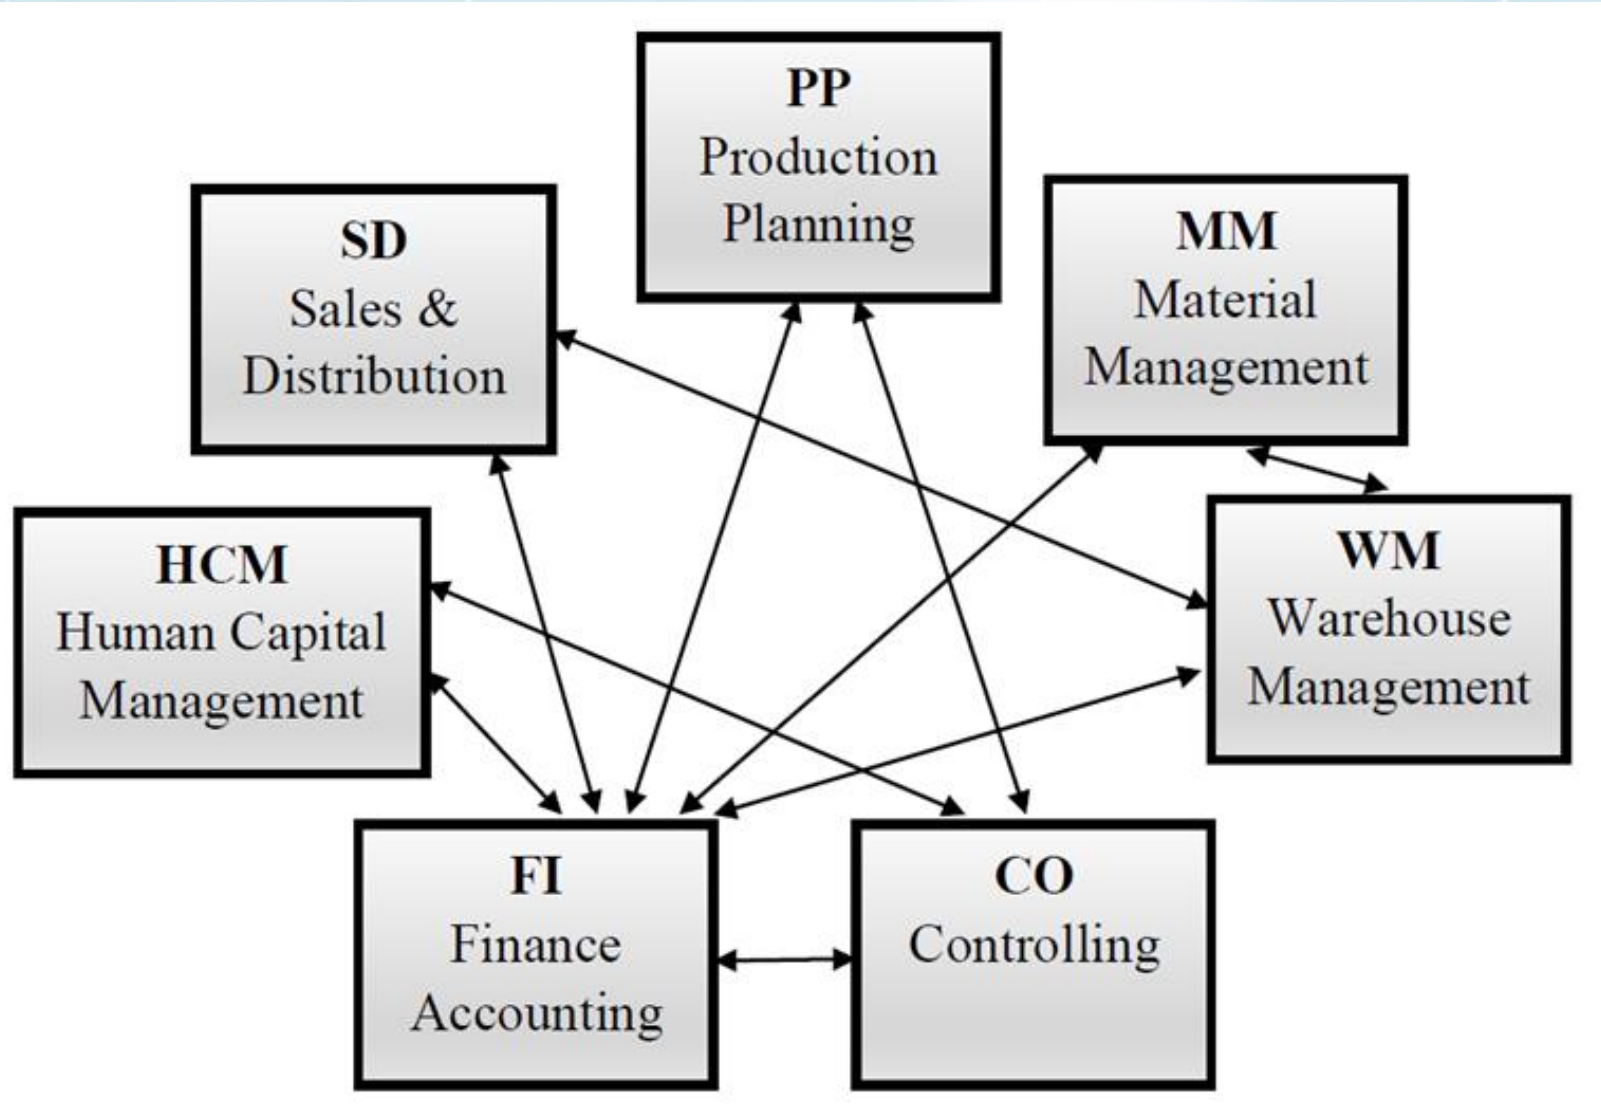 PP
Production
Planning
SD
Sales &
Distribution
MM
Material
Management
HCM
Human Capital
Management
WM
Warehouse
Management
FI
Finance
Accounting
CO
Controlling